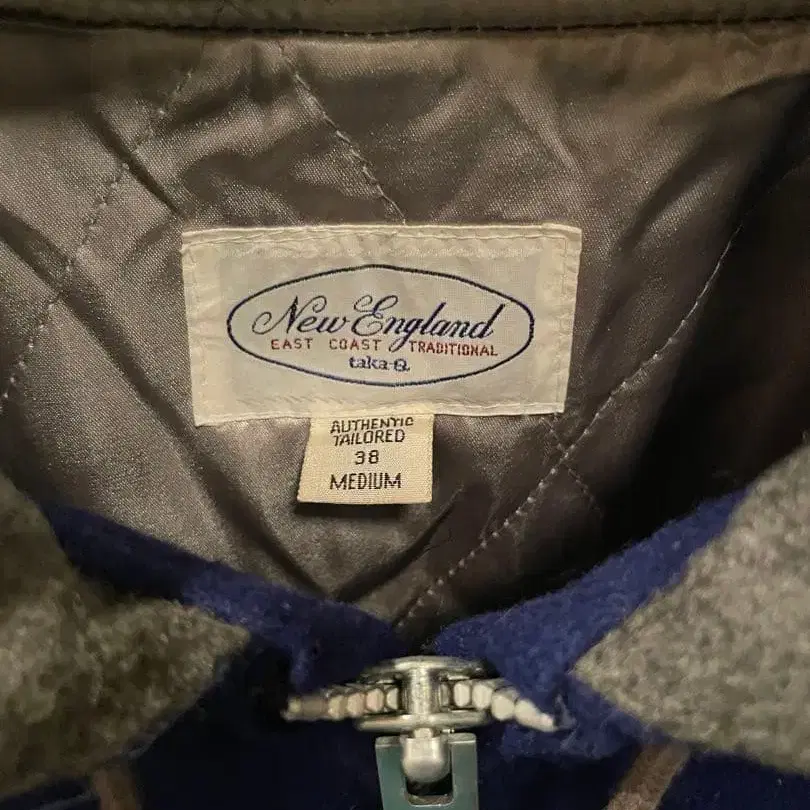 New England
EAST COAST TRADITIONAL
taka-Q.
AUTHENTIC
TAILORED
38
MEDIUM